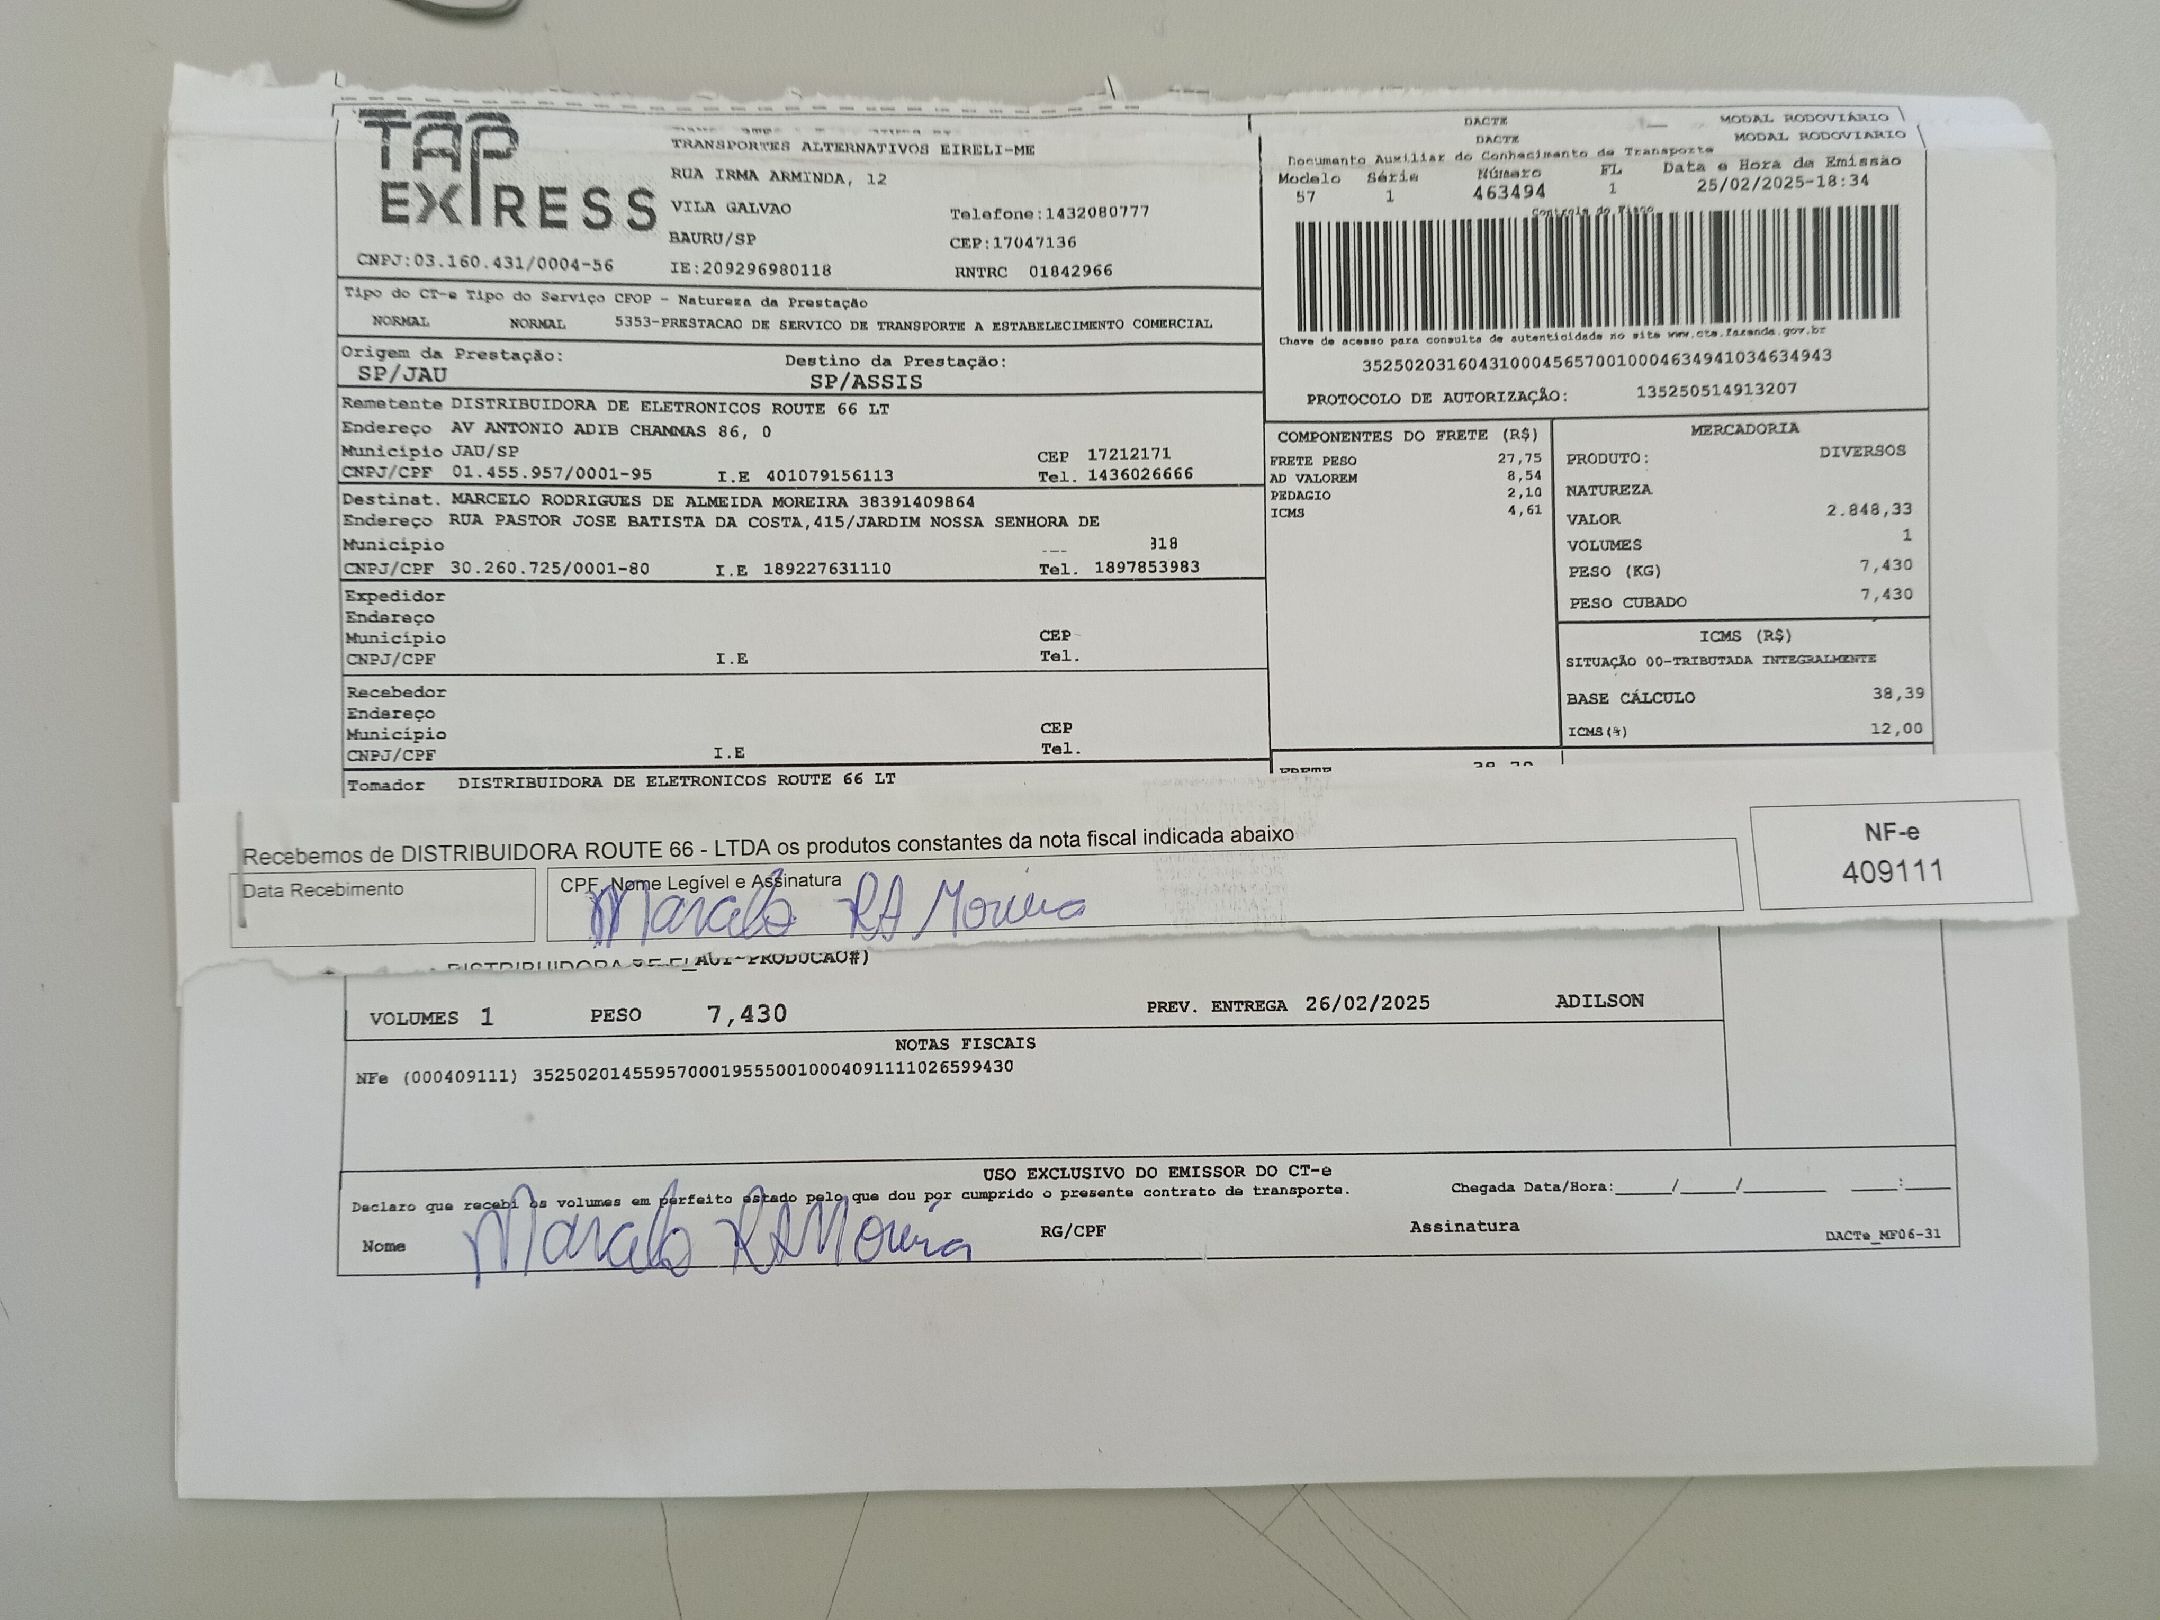 TAP EXPRESS
TRANSPORTES ALTERNATIVOS EIRELI-ME
RUA IRMA ARMINDA, 12
VILA GALVAO Telefone:1432080777
BAURU/SP CEP:17047136
CNPJ:03.160.431/0004-56 IE:209296980118 RNTRC 01842966
DACTE MODAL RODOVIÁRIO
DACTE MODAL RODOVIARIO
Documento Auxiliar do Conhecimento de Transporte
Modelo Série Número FL Data e Hora de Emissão
57 1 463494 1 25/02/2025-18:34
Controle do Fisco
Chave de acesso para consulta de autenticidade no site www.cte.fazenda.gov.br
35250203160431000456570010004634941034634943
PROTOCOLO DE AUTORIZAÇÃO: 135250514913207
Tipo do CT-e Tipo do Serviço CFOP - Natureza da Prestação
NORMAL NORMAL 5353-PRESTACAO DE SERVICO DE TRANSPORTE A ESTABELECIMENTO COMERCIAL
Origem da Prestação: Destino da Prestação:
SP/JAU SP/ASSIS
Remetente DISTRIBUIDORA DE ELETRONICOS ROUTE 66 LT
Endereço AV ANTONIO ADIB CHAMMAS 86, 0
Município JAU/SP CEP 17212171
CNPJ/CPF 01.455.957/0001-95 I.E 401079156113 Tel. 1436026666
Destinat. MARCELO RODRIGUES DE ALMEIDA MOREIRA 38391409864
Endereço RUA PASTOR JOSE BATISTA DA COSTA,415/JARDIM NOSSA SENHORA DE
Município 318
CNPJ/CPF 30.260.725/0001-80 I.E 189227631110 Tel. 1897853983
Expedidor
Endereço
Município CEP
CNPJ/CPF I.E Tel.
Recebedor
Endereço
Município CEP
CNPJ/CPF I.E Tel.
Tomador DISTRIBUIDORA DE ELETRONICOS ROUTE 66 LT
COMPONENTES DO FRETE (R$)
FRETE PESO 27,75
AD VALOREM 8,54
PEDAGIO 2,10
ICMS 4,61
MERCADORIA
PRODUTO: DIVERSOS
NATUREZA
VALOR 2.848,33
VOLUMES 1
PESO (KG) 7,430
PESO CUBADO 7,430
ICMS (R$)
SITUAÇÃO 00-TRIBUTADA INTEGRALMENTE
BASE CÁLCULO 38,39
ICMS(%) 12,00
Recebemos de DISTRIBUIDORA ROUTE 66 - LTDA os produtos constantes da nota fiscal indicada abaixo
Data Recebimento CPF, Nome Legível e Assinatura
Marcelo RA Moreira
NF-e
409111
DISTRIBUIDORA DE
VOLUMES 1 PESO 7,430 PREV. ENTREGA 26/02/2025 ADILSON
NOTAS FISCAIS
NFe (000409111) 35250201455957000195550010004091111026599430
USO EXCLUSIVO DO EMISSOR DO CT-e
Declaro que recebi os volumes em perfeito estado pelo que dou por cumprido o presente contrato de transporte. Chegada Data/Hora:____/____/______ ___:___
Nome Marcelo RA Moreira RG/CPF Assinatura DACTe_MF06-31